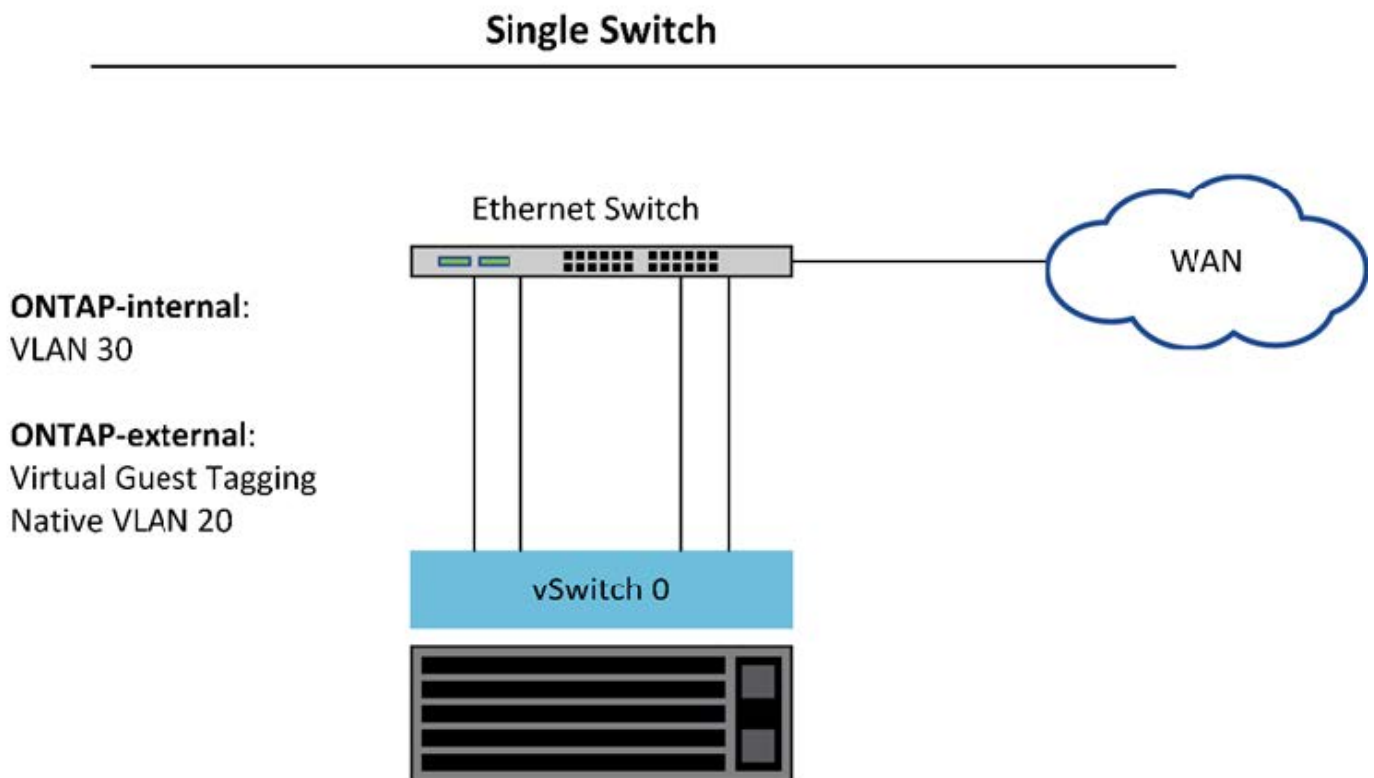 Single Switch
Ethernet Switch
WAN
ONTAP-internal:
VLAN 30
ONTAP-external:
Virtual Guest Tagging
Native VLAN 20
vSwitch 0